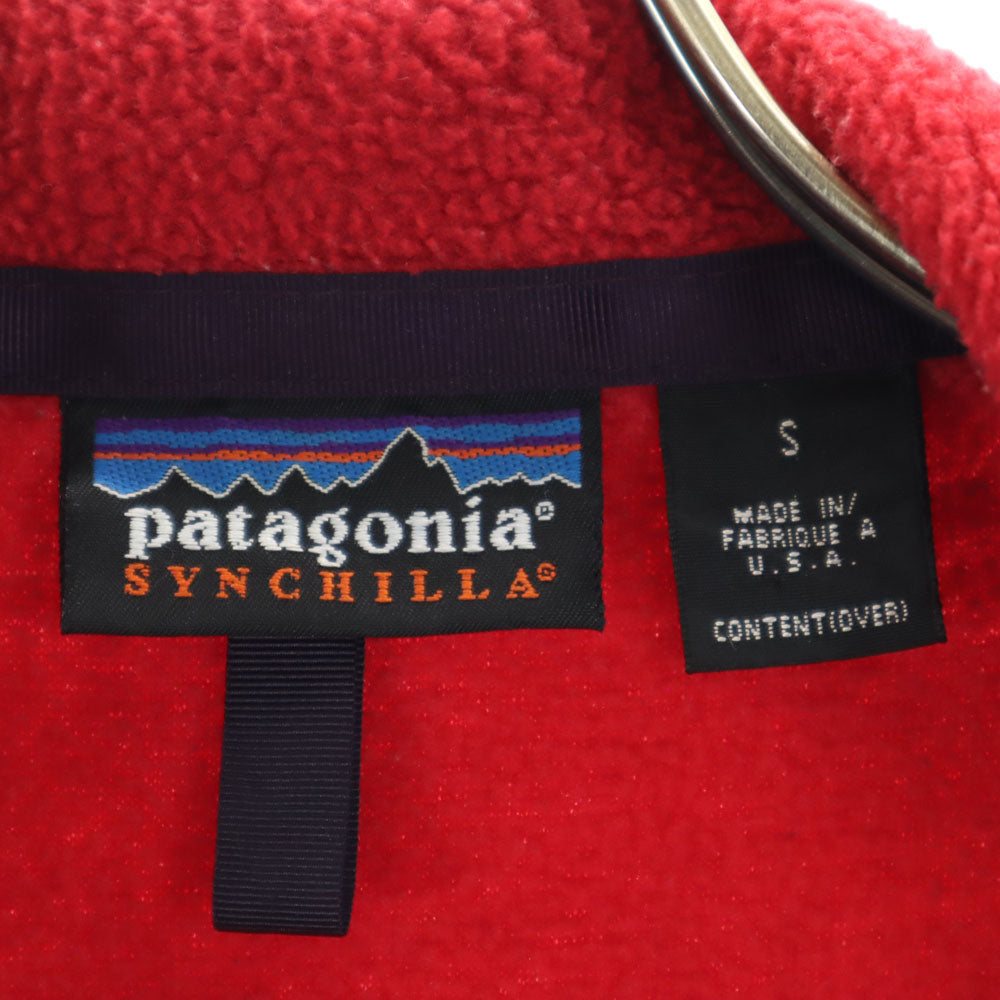 patagonia®
SYNCHILLA®
S
MADE IN/
FABRIQUE A
U.S.A.
CONTENT(OVER)